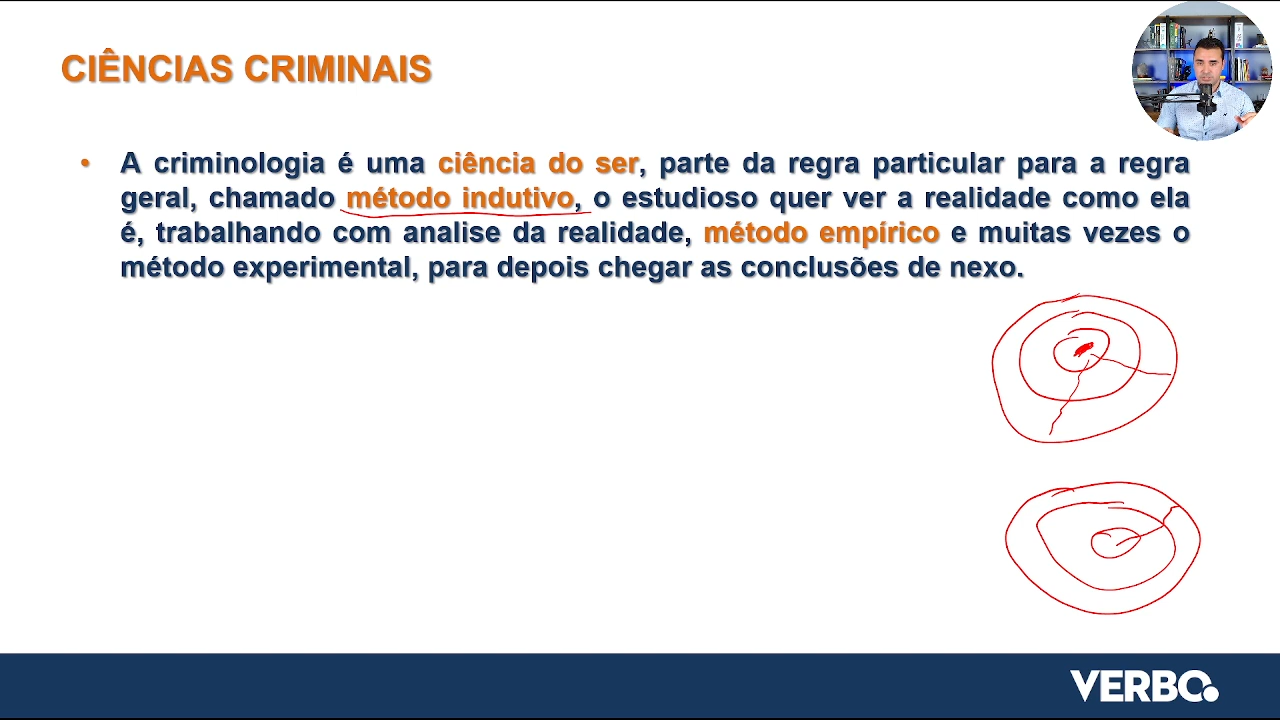 CIÊNCIAS CRIMINAIS
• A criminologia é uma ciência do ser, parte da regra particular para a regra
geral, chamado método indutivo, o estudioso quer ver a realidade como ela
é, trabalhando com analise da realidade, método empírico e muitas vezes o
método experimental, para depois chegar as conclusões de nexo.
VERBO